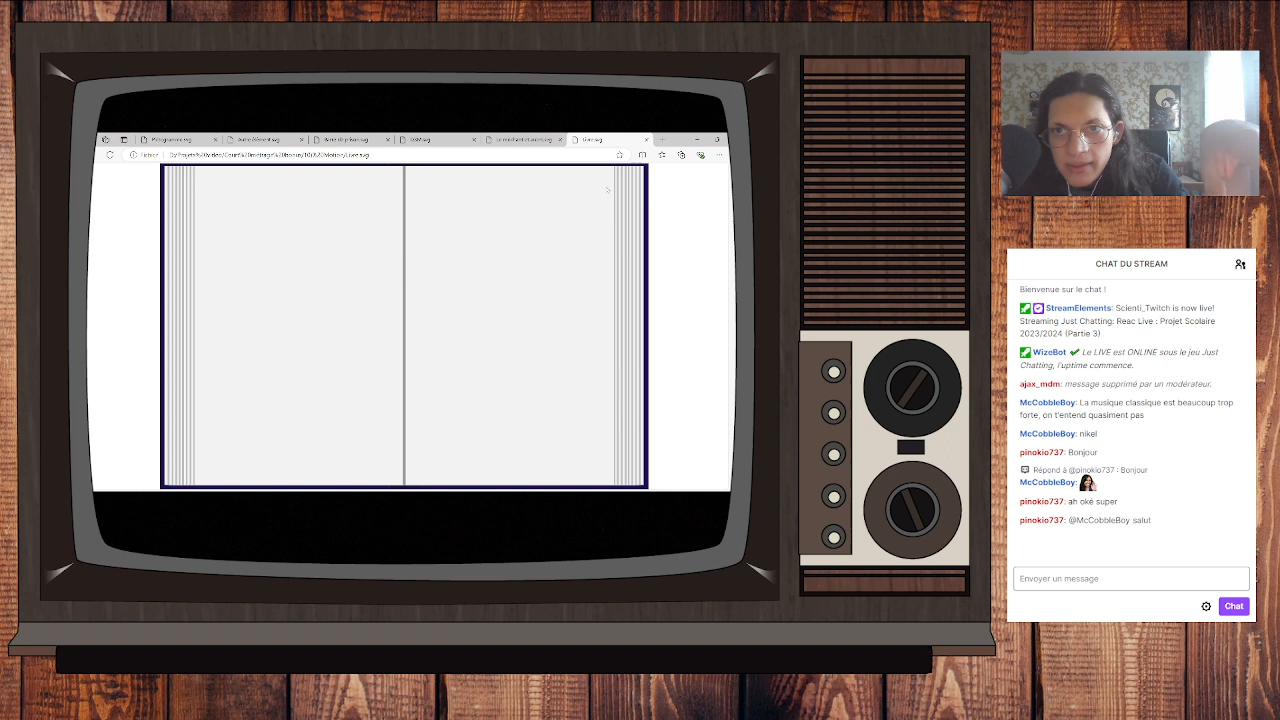 Livre.svg
Fichier
CHAT DU STREAM
Bienvenue sur le chat !
StreamElements: Scienti_Twitch is now live!
Streaming Just Chatting: Reac Live : Projet Scolaire
2023/2024 (Partie 3)
WizeBot Le LIVE est ONLINE sous le jeu Just
Chatting, l'uptime commence.
ajax_mdm: message supprimé par un modérateur.
McCobbleBoy: La musique classique est beaucoup trop
forte, on t'entend quasiment pas
McCobbleBoy: nikel
pinokio737: Bonjour
Répond à @pinokio737 : Bonjour
McCobbleBoy:
pinokio737: ah oké super
pinokio737: @McCobbleBoy salut
Envoyer un message
Chat